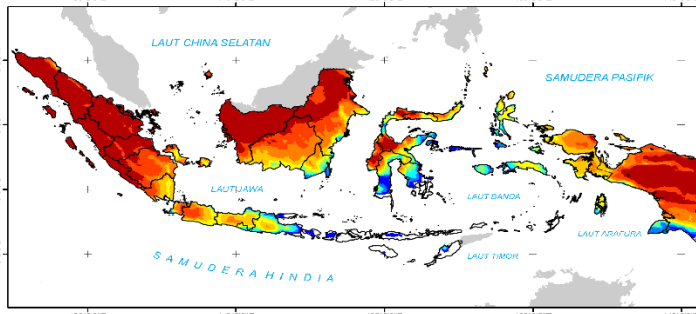 LAUT CHINA SELATAN
SAMUDERA PASIFIK
LAUT JAWA
LAUT BANDA
LAUT ARAFURA
LAUT TIMOR
SAMUDERA HINDIA